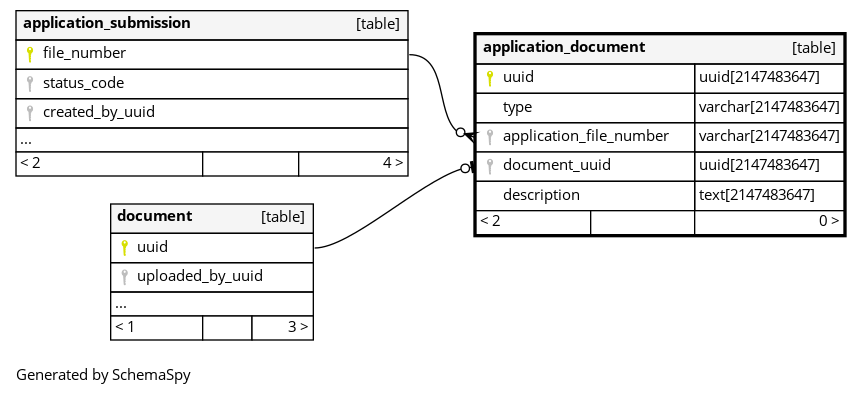 application_submission [table]
file_number
status_code
created_by_uuid
...
< 2 4 >
application_document [table]
uuid uuid[2147483647]
type varchar[2147483647]
application_file_number varchar[2147483647]
document_uuid uuid[2147483647]
description text[2147483647]
< 2 0 >
document [table]
uuid
uploaded_by_uuid
...
< 1 3 >
Generated by SchemaSpy